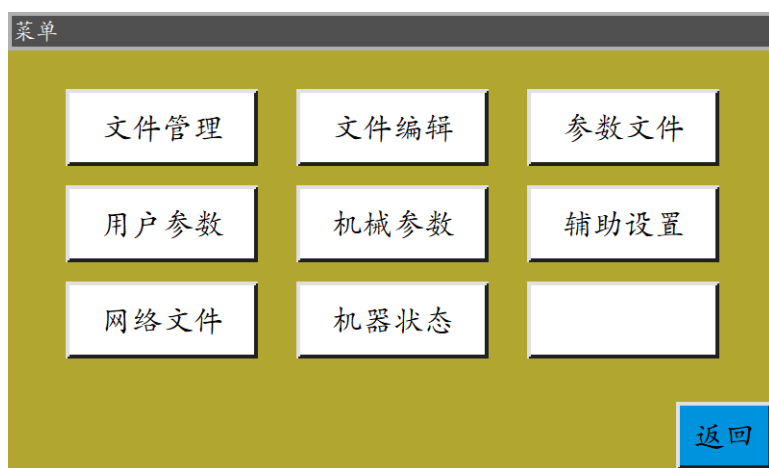 菜单
文件管理 文件编辑 参数文件
用户参数 机械参数 辅助设置
网络文件 机器状态
返回